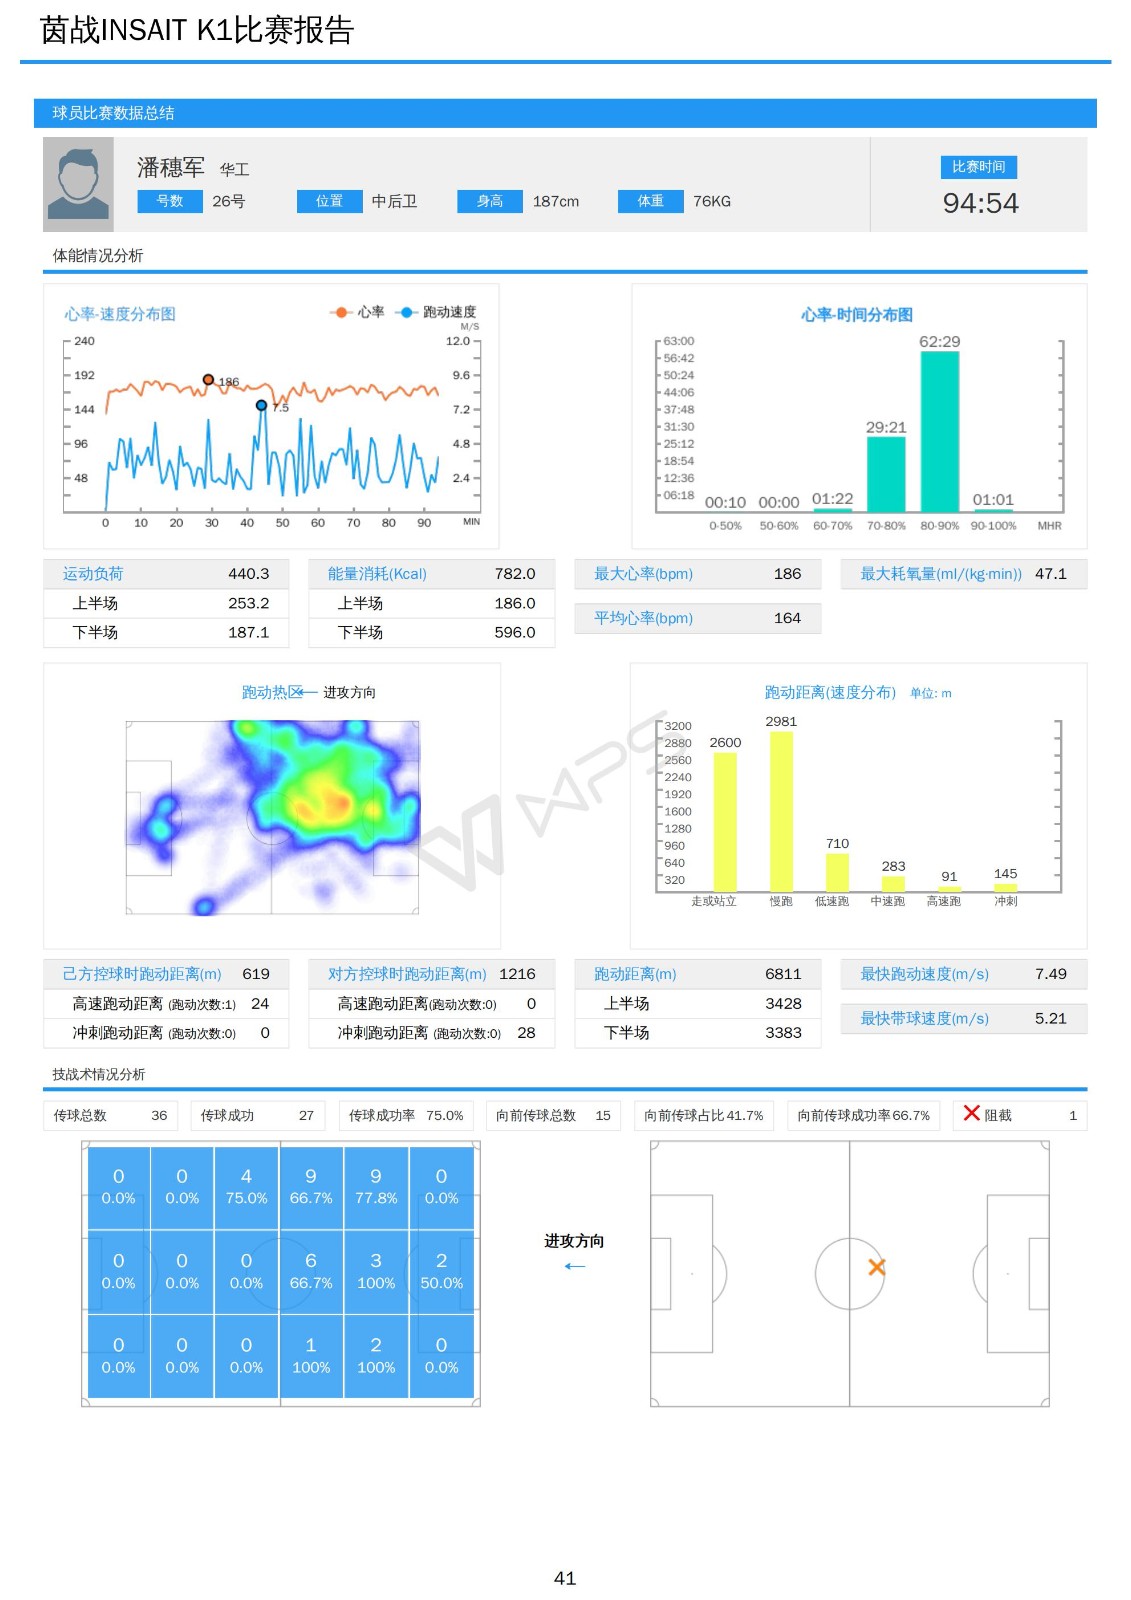 茵战INSAIT K1比赛报告
球员比赛数据总结
潘穗军 华工
号数 26号 位置 中后卫 身高 187cm 体重 76KG
比赛时间
94:54
体能情况分析
心率-速度分布图 心率 跑动速度
M/S
240 12.0
192 9.6
144 7.2
96 4.8
48 2.4
186
7.5
0 10 20 30 40 50 60 70 80 90 MIN
心率-时间分布图
63:00
56:42
50:24
44:06
37:48
31:30
25:12
18:54
12:36
06:18
00:10 00:00 01:22 29:21 62:29 01:01
0-50% 50-60% 60-70% 70-80% 80-90% 90-100% MHR
运动负荷 440.3
上半场 253.2
下半场 187.1
能量消耗(Kcal) 782.0
上半场 186.0
下半场 596.0
最大心率(bpm) 186
平均心率(bpm) 164
最大耗氧量(ml/(kg·min)) 47.1
跑动热区 ← 进攻方向
跑动距离(速度分布) 单位: m
3200
2880
2560
2240
1920
1600
1280
960
640
320
2600 2981 710 283 91 145
走或站立 慢跑 低速跑 中速跑 高速跑 冲刺
WPS
己方控球时跑动距离(m) 619
高速跑动距离 (跑动次数:1) 24
冲刺跑动距离 (跑动次数:0) 0
对方控球时跑动距离(m) 1216
高速跑动距离(跑动次数:0) 0
冲刺跑动距离 (跑动次数:0) 28
跑动距离(m) 6811
上半场 3428
下半场 3383
最快跑动速度(m/s) 7.49
最快带球速度(m/s) 5.21
技战术情况分析
传球总数 36 传球成功 27 传球成功率 75.0% 向前传球总数 15 向前传球占比 41.7% 向前传球成功率 66.7% 阻截 1
0 0 4 9 9 0
0.0% 0.0% 75.0% 66.7% 77.8% 0.0%
0 0 0 6 3 2
0.0% 0.0% 0.0% 66.7% 100% 50.0%
0 0 0 1 2 0
0.0% 0.0% 0.0% 100% 100% 0.0%
进攻方向
←
41